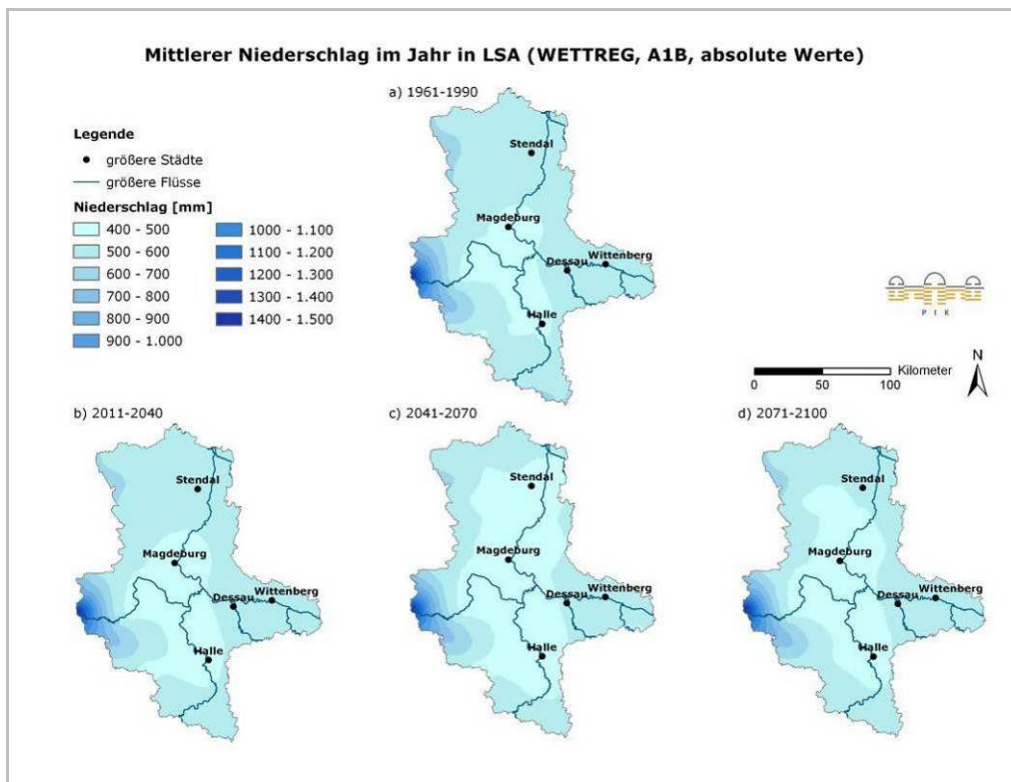 Mittlerer Niederschlag im Jahr in LSA (WETTREG, A1B, absolute Werte)
a) 1961-1990
Legende
größere Städte
größere Flüsse
Niederschlag [mm]
400 - 500
500 - 600
600 - 700
700 - 800
800 - 900
900 - 1.000
1000 - 1.100
1100 - 1.200
1200 - 1.300
1300 - 1.400
1400 - 1.500
Stendal
Magdeburg
Dessau Wittenberg
Halle
P I K
Kilometer
0 50 100
N
b) 2011-2040
Stendal
Magdeburg
Dessau Wittenberg
Halle
c) 2041-2070
Stendal
Magdeburg
Dessau Wittenberg
Halle
d) 2071-2100
Stendal
Magdeburg
Dessau Wittenberg
Halle